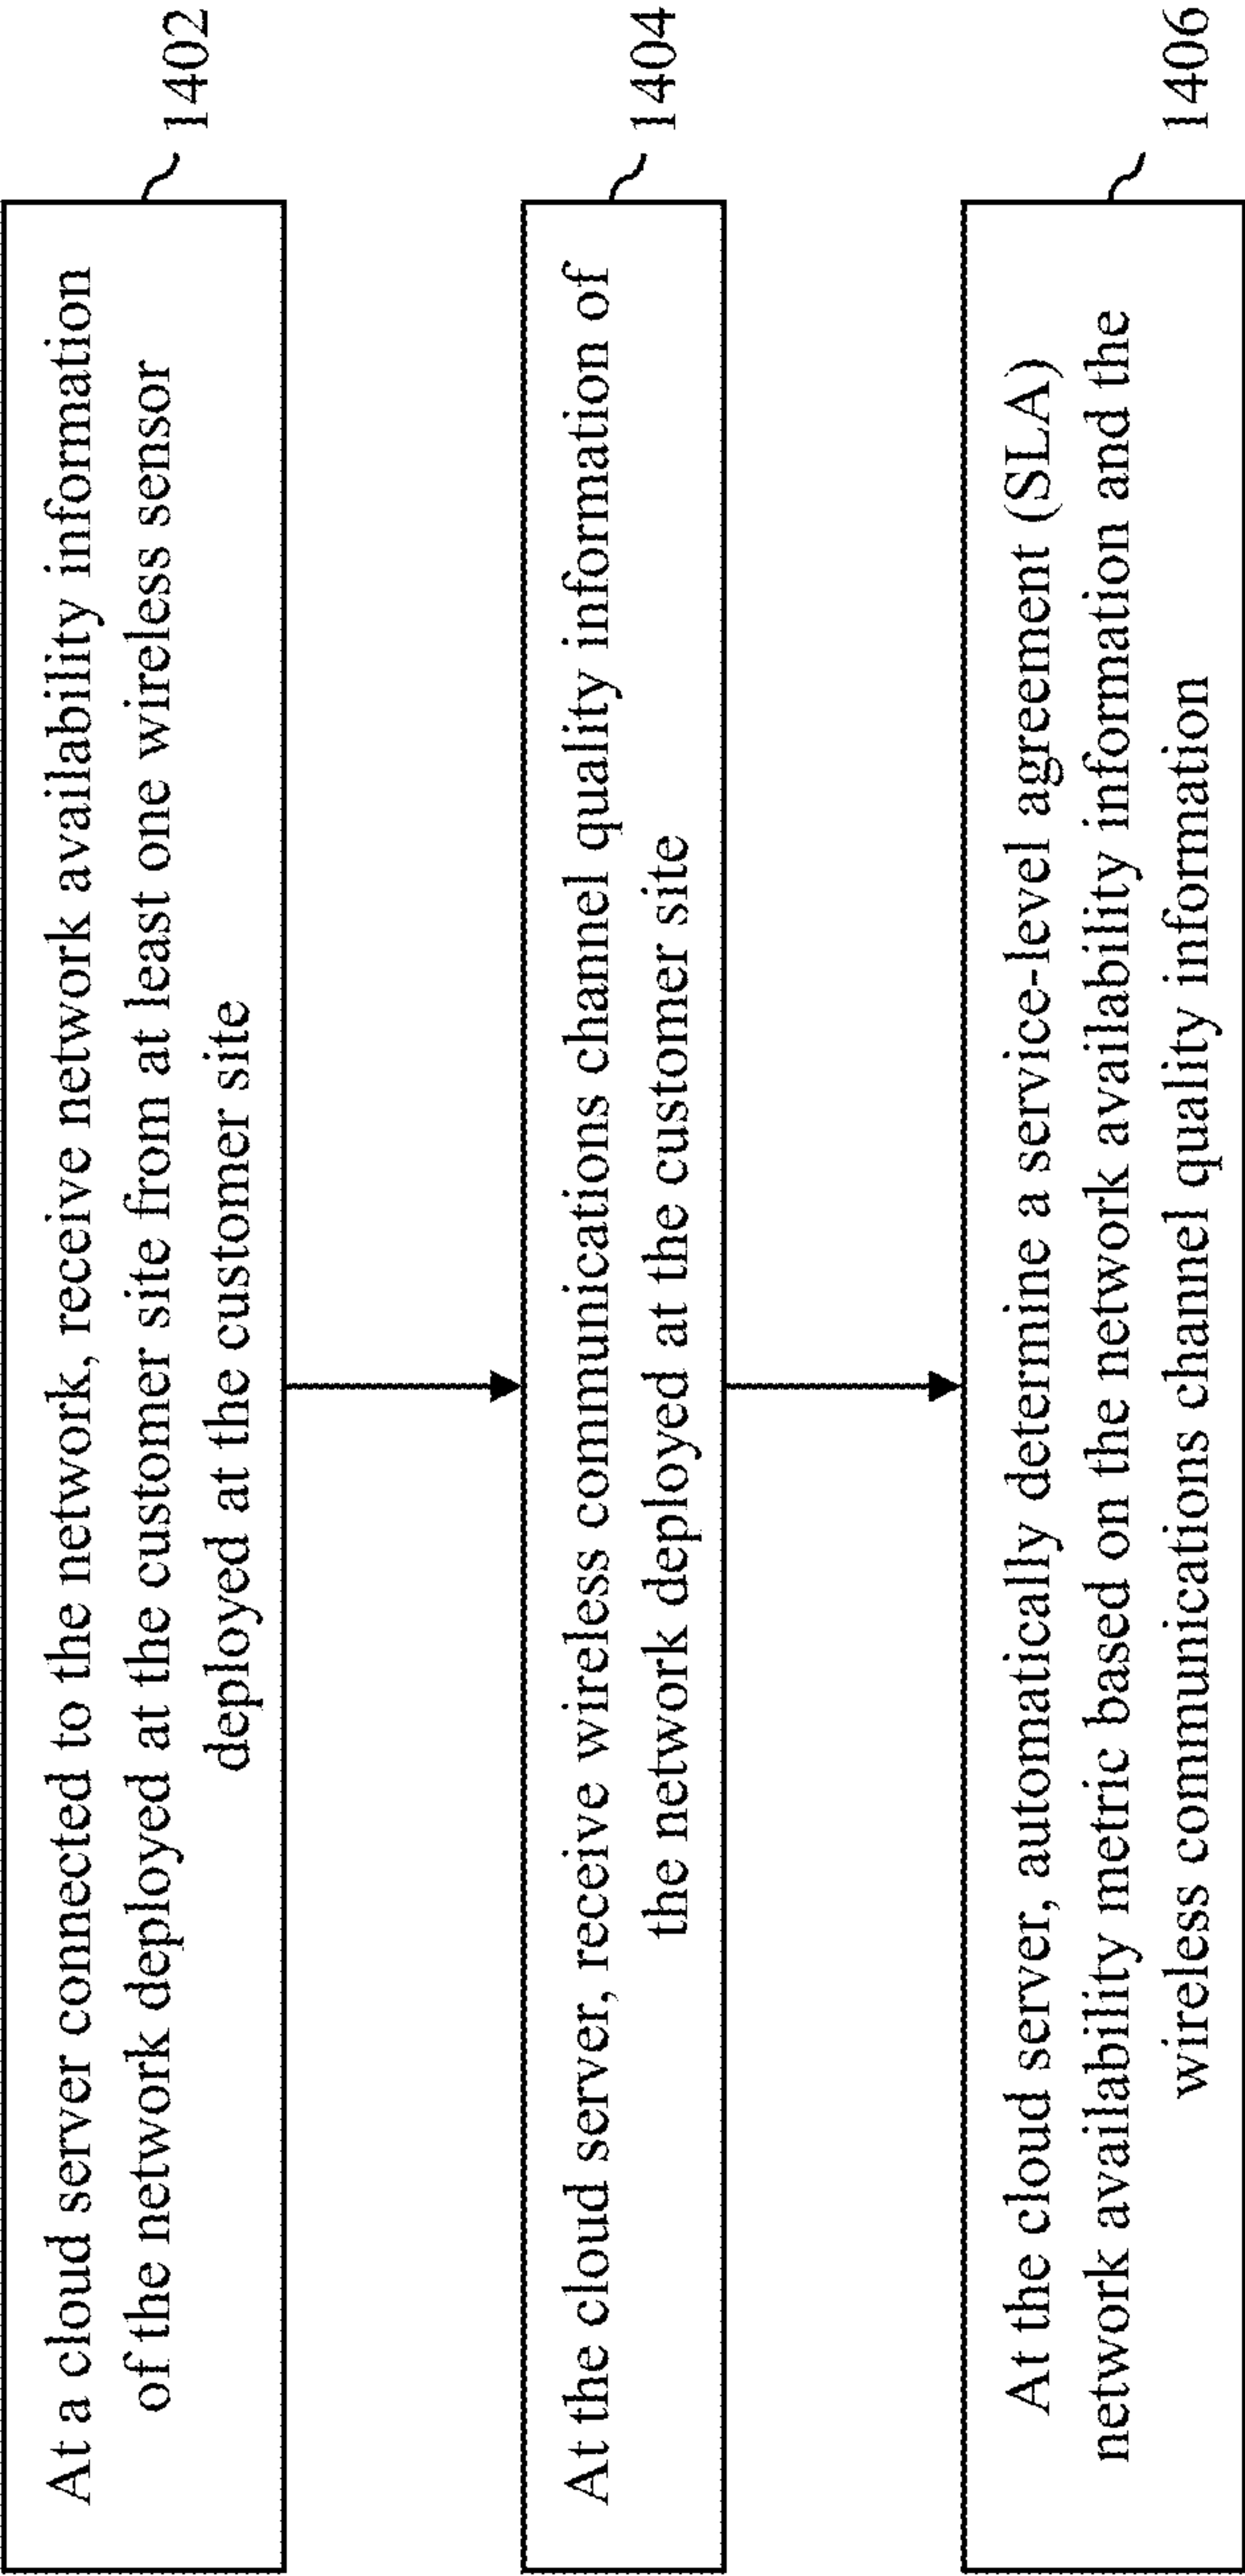 At a cloud server connected to the network, receive network availability information
of the network deployed at the customer site from at least one wireless sensor
deployed at the customer site
1402
At the cloud server, receive wireless communications channel quality information of
the network deployed at the customer site
1404
At the cloud server, automatically determine a service-level agreement (SLA)
network availability metric based on the network availability information and the
wireless communications channel quality information
1406